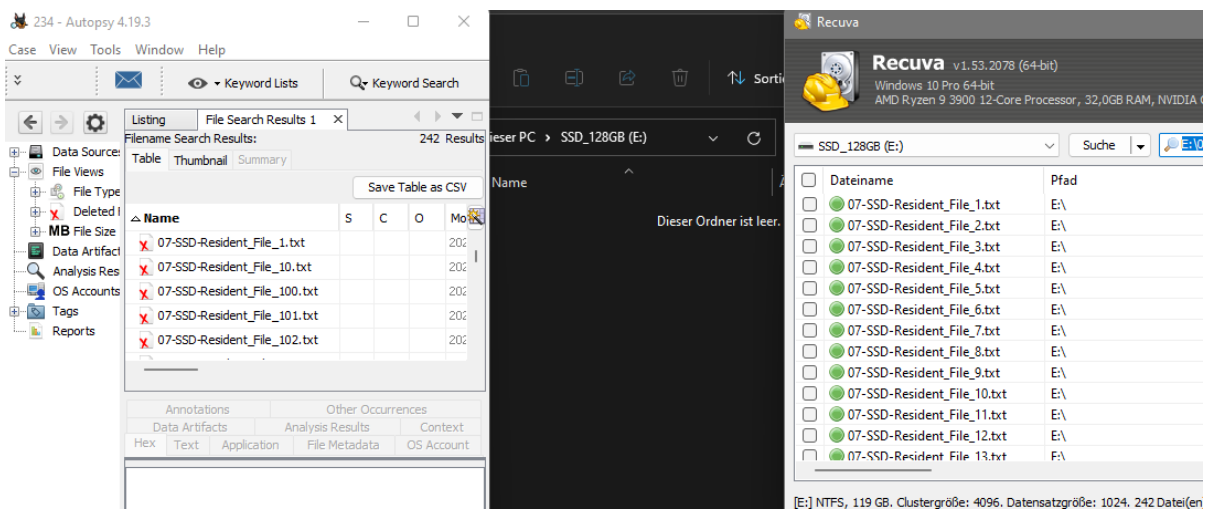 234 - Autopsy 4.19.3
Case View Tools Window Help
Keyword Lists
Keyword Search
Data Sources
File Views
File Type
Deleted
MB File Size
Data Artifact
Analysis Res
OS Accounts
Tags
Reports
Listing
File Search Results 1
Filename Search Results:
242 Results
Table Thumbnail Summary
Save Table as CSV
Name S C O Mo
07-SSD-Resident_File_1.txt 202
07-SSD-Resident_File_10.txt 202
07-SSD-Resident_File_100.txt 202
07-SSD-Resident_File_101.txt 202
07-SSD-Resident_File_102.txt 202
Annotations Other Occurrences
Data Artifacts Analysis Results Context
Hex Text Application File Metadata OS Account
Sortie
ieser PC > SSD_128GB (E:)
Name
Dieser Ordner ist leer.
Recuva
Recuva v1.53.2078 (64-bit)
Windows 10 Pro 64-bit
AMD Ryzen 9 3900 12-Core Processor, 32,0GB RAM, NVIDIA
SSD_128GB (E:)
Suche
Dateiname Pfad
07-SSD-Resident_File_1.txt E:\
07-SSD-Resident_File_2.txt E:\
07-SSD-Resident_File_3.txt E:\
07-SSD-Resident_File_4.txt E:\
07-SSD-Resident_File_5.txt E:\
07-SSD-Resident_File_6.txt E:\
07-SSD-Resident_File_7.txt E:\
07-SSD-Resident_File_8.txt E:\
07-SSD-Resident_File_9.txt E:\
07-SSD-Resident_File_10.txt E:\
07-SSD-Resident_File_11.txt E:\
07-SSD-Resident_File_12.txt E:\
07-SSD-Resident_File_13.txt E:\
[E:] NTFS, 119 GB. Clustergröße: 4096. Datensatzgröße: 1024. 242 Datei(en